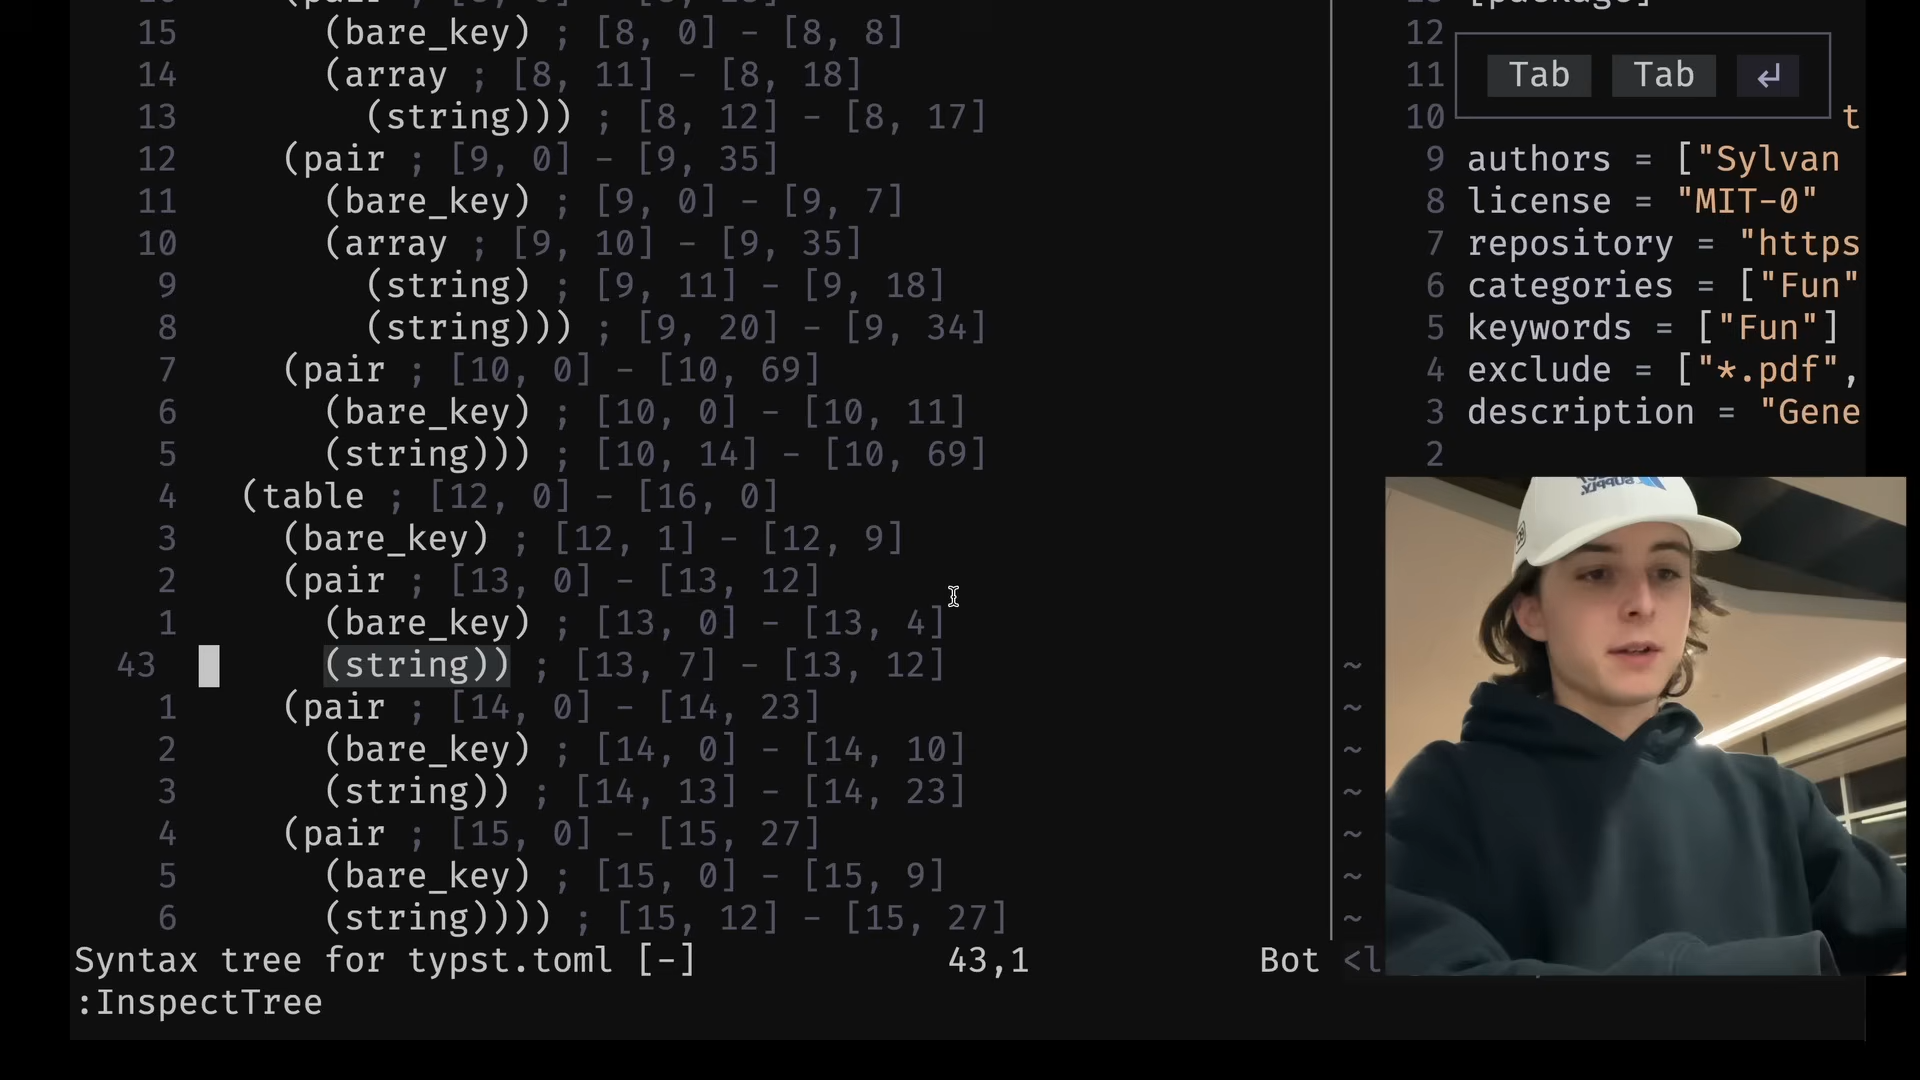 15 (bare_key) ; [8, 0] - [8, 8]
14 (array ; [8, 11] - [8, 18]
13 (string))) ; [8, 12] - [8, 17]
12 (pair ; [9, 0] - [9, 35]
11 (bare_key) ; [9, 0] - [9, 7]
10 (array ; [9, 10] - [9, 35]
9 (string) ; [9, 11] - [9, 18]
8 (string))) ; [9, 20] - [9, 34]
7 (pair ; [10, 0] - [10, 69]
6 (bare_key) ; [10, 0] - [10, 11]
5 (string))) ; [10, 14] - [10, 69]
4 (table ; [12, 0] - [16, 0]
3 (bare_key) ; [12, 1] - [12, 9]
2 (pair ; [13, 0] - [13, 12]
1 (bare_key) ; [13, 0] - [13, 4]
43 (string)) ; [13, 7] - [13, 12]
1 (pair ; [14, 0] - [14, 23]
2 (bare_key) ; [14, 0] - [14, 10]
3 (string)) ; [14, 13] - [14, 23]
4 (pair ; [15, 0] - [15, 27]
5 (bare_key) ; [15, 0] - [15, 9]
6 (string)))) ; [15, 12] - [15, 27]
Syntax tree for typst.toml [-] 43,1 Bot <l
:InspectTree
[package]
12
11 Tab Tab ↵
10 t
9 authors = ["Sylvan
8 license = "MIT-0"
7 repository = "https
6 categories = ["Fun"
5 keywords = ["Fun"]
4 exclude = ["*.pdf",
3 description = "Gene
2
~
~
~
~
~
~
~
SUPPLY.